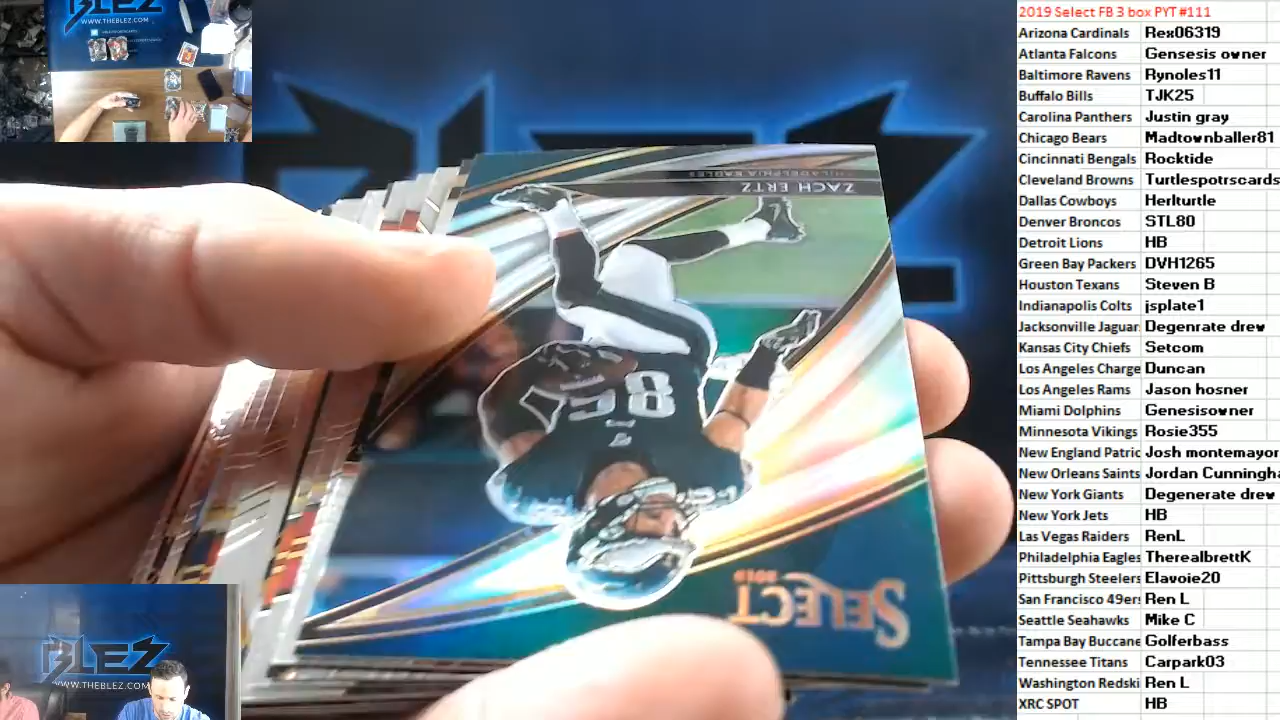 THEBLEZ
WWW.THEBLEZ.COM
2019 Select FB 3 box PYT #111
Arizona Cardinals Rex06319
Atlanta Falcons Gensesis owner
Baltimore Ravens Rynoles11
Buffalo Bills TJK25
Carolina Panthers Justin gray
Chicago Bears Madtownballer81
Cincinnati Bengals Rocktide
Cleveland Browns Turtlespotrscards
Dallas Cowboys Herlturtle
Denver Broncos STL80
Detroit Lions HB
Green Bay Packers DVH1265
Houston Texans Steven B
Indianapolis Colts jsplate1
Jacksonville Jaguar Degenrate drew
Kansas City Chiefs Setcom
Los Angeles Charge Duncan
Los Angeles Rams Jason hosner
Miami Dolphins Genesisowner
Minnesota Vikings Rosie355
New England Patric Josh montemayor
New Orleans Saints Jordan Cunningha
New York Giants Degenerate drew
New York Jets HB
Las Vegas Raiders RenL
Philadelphia Eagles TherealbrettK
Pittsburgh Steelers Elavoie20
San Francisco 49ers Ren L
Seattle Seahawks Mike C
Tampa Bay Buccane Golferbass
Tennessee Titans Carpark03
Washington Redski Ren L
XRC SPOT HB
PHILADELPHIA EAGLES
ZACH ERTZ
86
SELECT
2019
BLEZ
WWW.THEBLEZ.COM